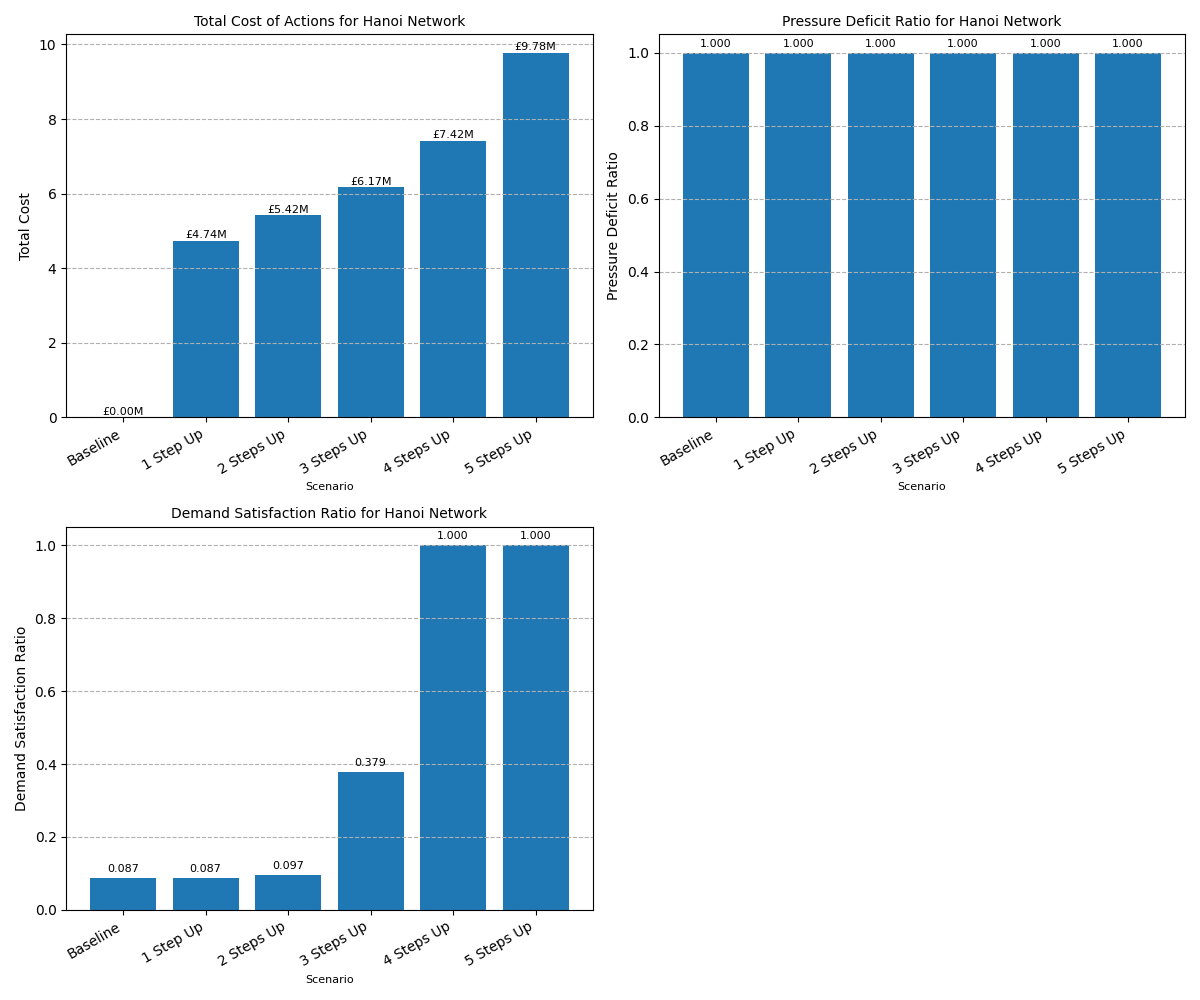 Total Cost of Actions for Hanoi Network
Total Cost
10
8
6
4
2
0
£0.00M
£4.74M
£5.42M
£6.17M
£7.42M
£9.78M
Baseline
1 Step Up
2 Steps Up
3 Steps Up
4 Steps Up
5 Steps Up
Scenario
Pressure Deficit Ratio for Hanoi Network
Pressure Deficit Ratio
1.0
0.8
0.6
0.4
0.2
0.0
1.000
1.000
1.000
1.000
1.000
1.000
Baseline
1 Step Up
2 Steps Up
3 Steps Up
4 Steps Up
5 Steps Up
Scenario
Demand Satisfaction Ratio for Hanoi Network
Demand Satisfaction Ratio
1.0
0.8
0.6
0.4
0.2
0.0
0.087
0.087
0.097
0.379
1.000
1.000
Baseline
1 Step Up
2 Steps Up
3 Steps Up
4 Steps Up
5 Steps Up
Scenario